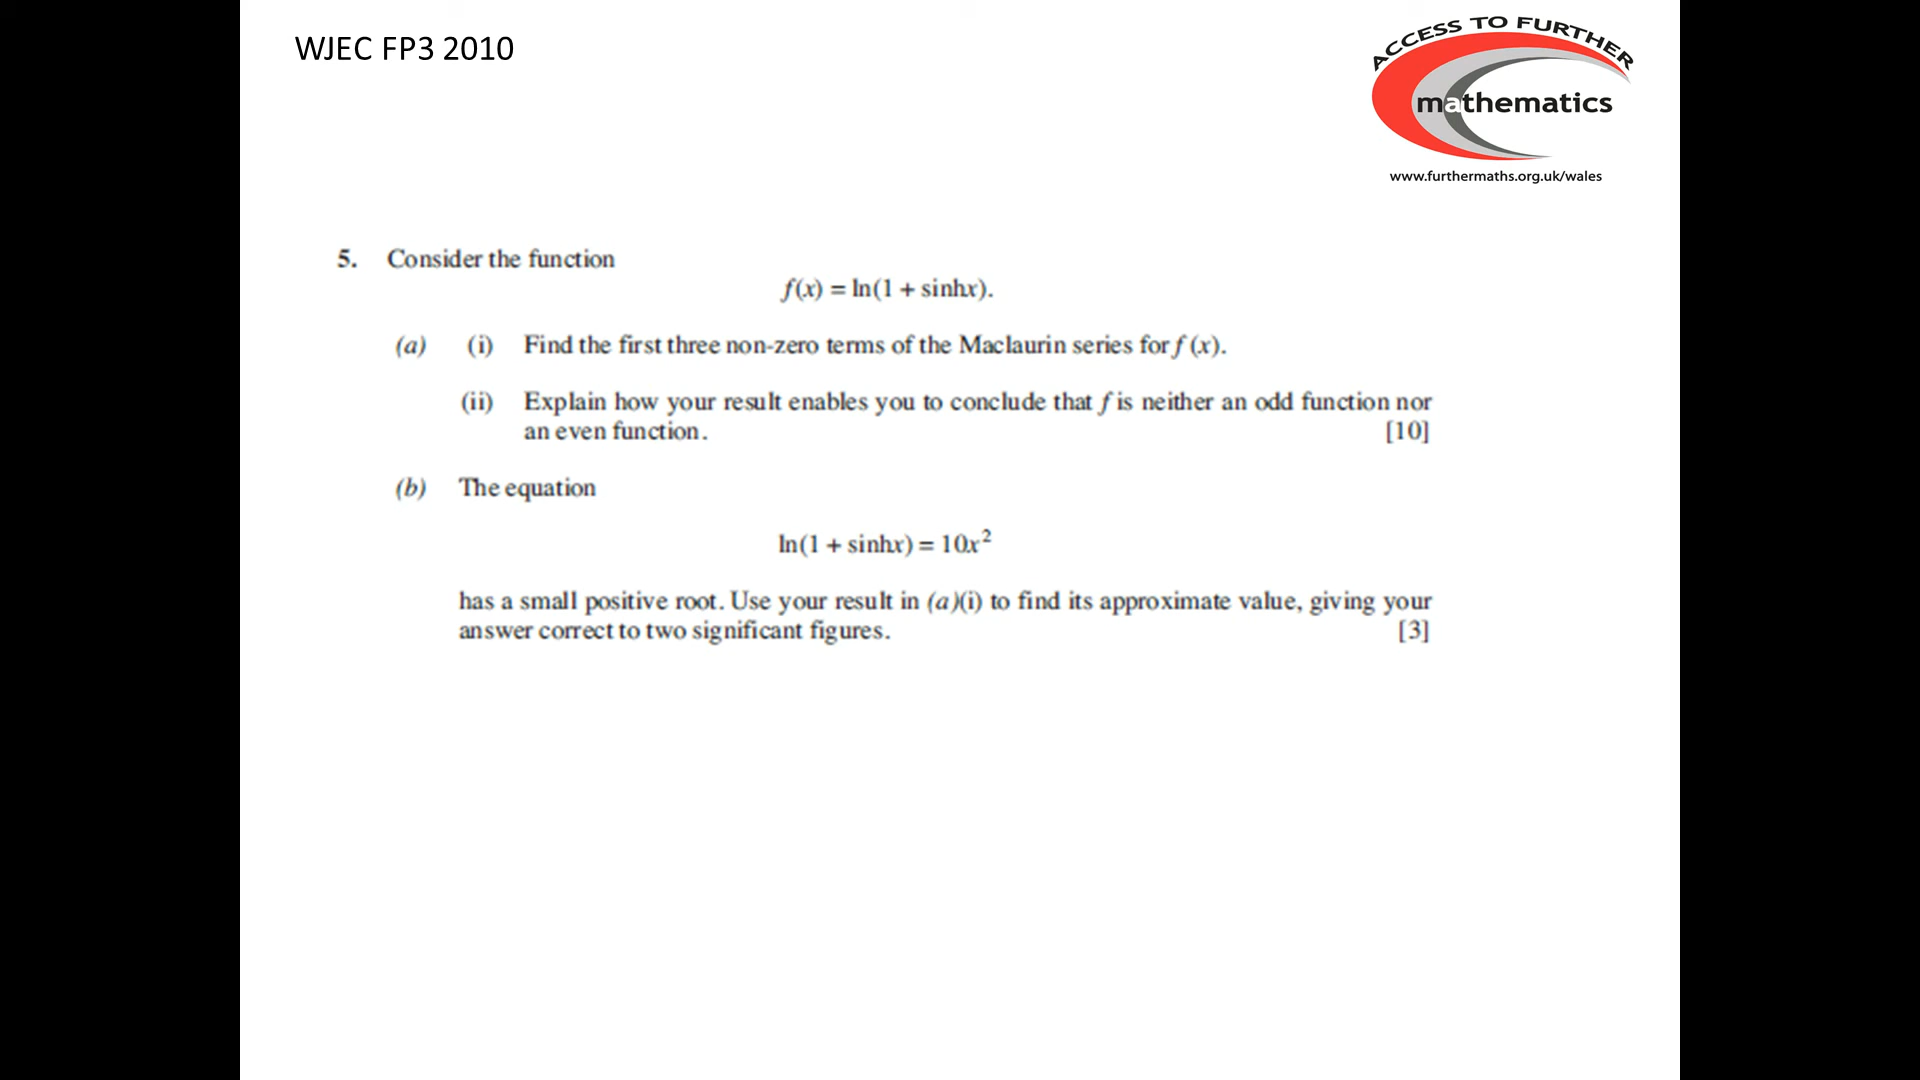 WJEC FP3 2010
ACCESS TO FURTHER
mathematics
www.furthermaths.org.uk/wales
5. Consider the function
f(x) = ln(1 + sinhx).
(a) (i) Find the first three non-zero terms of the Maclaurin series for f (x).
(ii) Explain how your result enables you to conclude that f is neither an odd function nor
an even function. [10]
(b) The equation
ln(1 + sinhx) = 10x²
has a small positive root. Use your result in (a)(i) to find its approximate value, giving your
answer correct to two significant figures. [3]